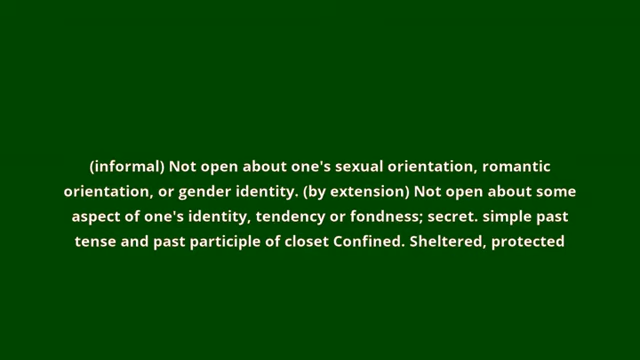 (informal) Not open about one's sexual orientation, romantic
orientation, or gender identity. (by extension) Not open about some
aspect of one's identity, tendency or fondness; secret. simple past
tense and past participle of closet Confined. Sheltered, protected